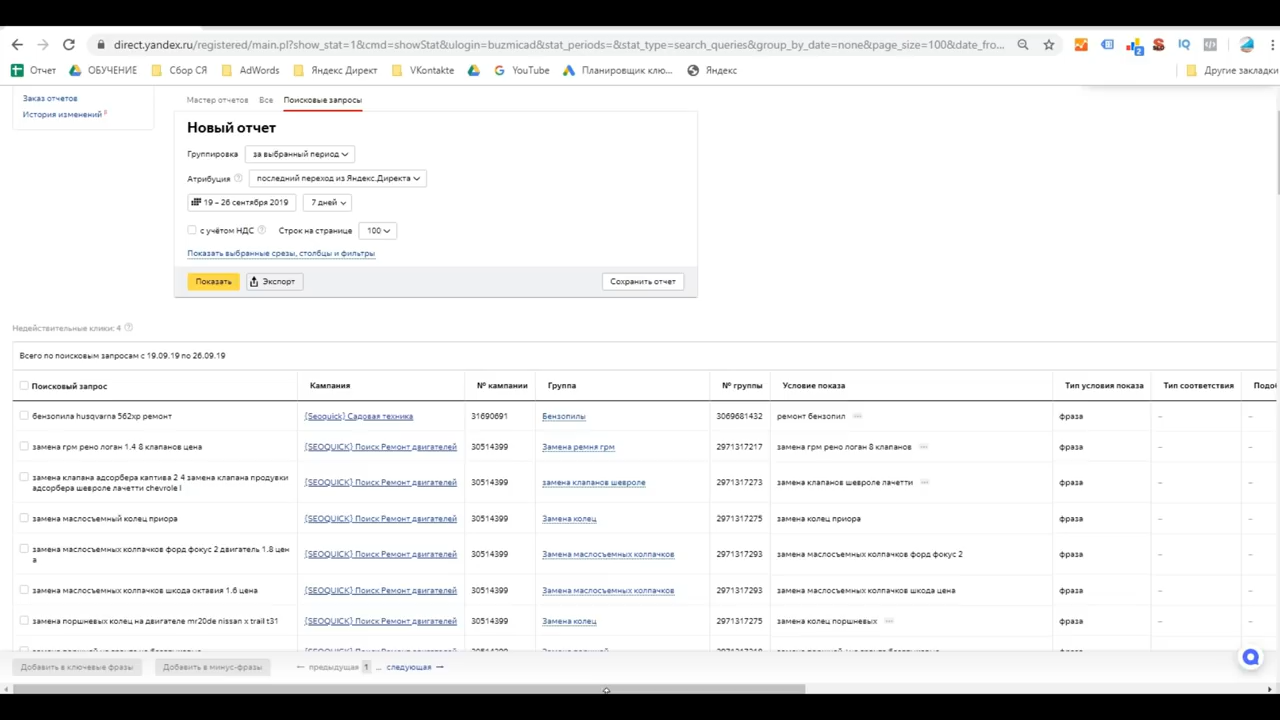 direct.yandex.ru/registered/main.pl?show_stat=1&cmd=showStat&ulogin=buzmicad&stat_periods=&stat_type=search_queries&group_by_date=none&page_size=100&date_fro...
Отчет ОБУЧЕНИЕ Сбор СЯ AdWords Яндекс Директ VKontakte YouTube Планировщик клю... Яндекс Другие закладки
Заказ отчетов
История изменений β
Мастер отчетов Все Поисковые запросы
Новый отчет
Группировка за выбранный период
Атрибуция последний переход из Яндекс.Директа
19 – 26 сентября 2019 7 дней
с учётом НДС Строк на странице 100
Показать выбранные срезы, столбцы и фильтры
Показать Экспорт Сохранить отчет
Недействительные клики: 4
Всего по поисковым запросам с 19.09.19 по 26.09.19
Поисковый запрос Кампания № кампании Группа № группы Условие показа Тип условия показа Тип соответствия Подоб
бензопила husqvarna 562xp ремонт {Seoquick} Садовая техника 31690691 Бензопилы 3069681432 ремонт бензопил ... фраза – –
замена грм рено логан 1.4 8 клапанов цена {SEOQUICK} Поиск Ремонт двигателей 30514399 Замена ремня грм 2971317217 замена грм рено логан 8 клапанов ... фраза – –
замена клапана адсорбера каптива 2 4 замена клапана продувки
адсорбера шевроле лачетти chevrole l {SEOQUICK} Поиск Ремонт двигателей 30514399 замена клапанов шевроле 2971317273 замена клапанов шевроле лачетти ... фраза – –
замена маслосъемный колец приора {SEOQUICK} Поиск Ремонт двигателей 30514399 Замена колец 2971317275 замена колец приора фраза – –
замена маслосъемных колпачков форд фокус 2 двигатель 1.8 цен
а {SEOQUICK} Поиск Ремонт двигателей 30514399 Замена маслосъемных колпачков 2971317293 замена маслосъемных колпачков форд фокус 2 фраза – –
замена маслосъемных колпачков шкода октавия 1.6 цена {SEOQUICK} Поиск Ремонт двигателей 30514399 Замена маслосъемных колпачков 2971317293 замена маслосъемных колпачков шкода цена фраза – –
замена поршневых колец на двигателе mr20de nissan x trail t31 {SEOQUICK} Поиск Ремонт двигателей 30514399 Замена колец 2971317275 замена колец поршневых ... фраза – –
Добавить в ключевые фразы Добавить в минус-фразы ← предыдущая 1 ... следующая →